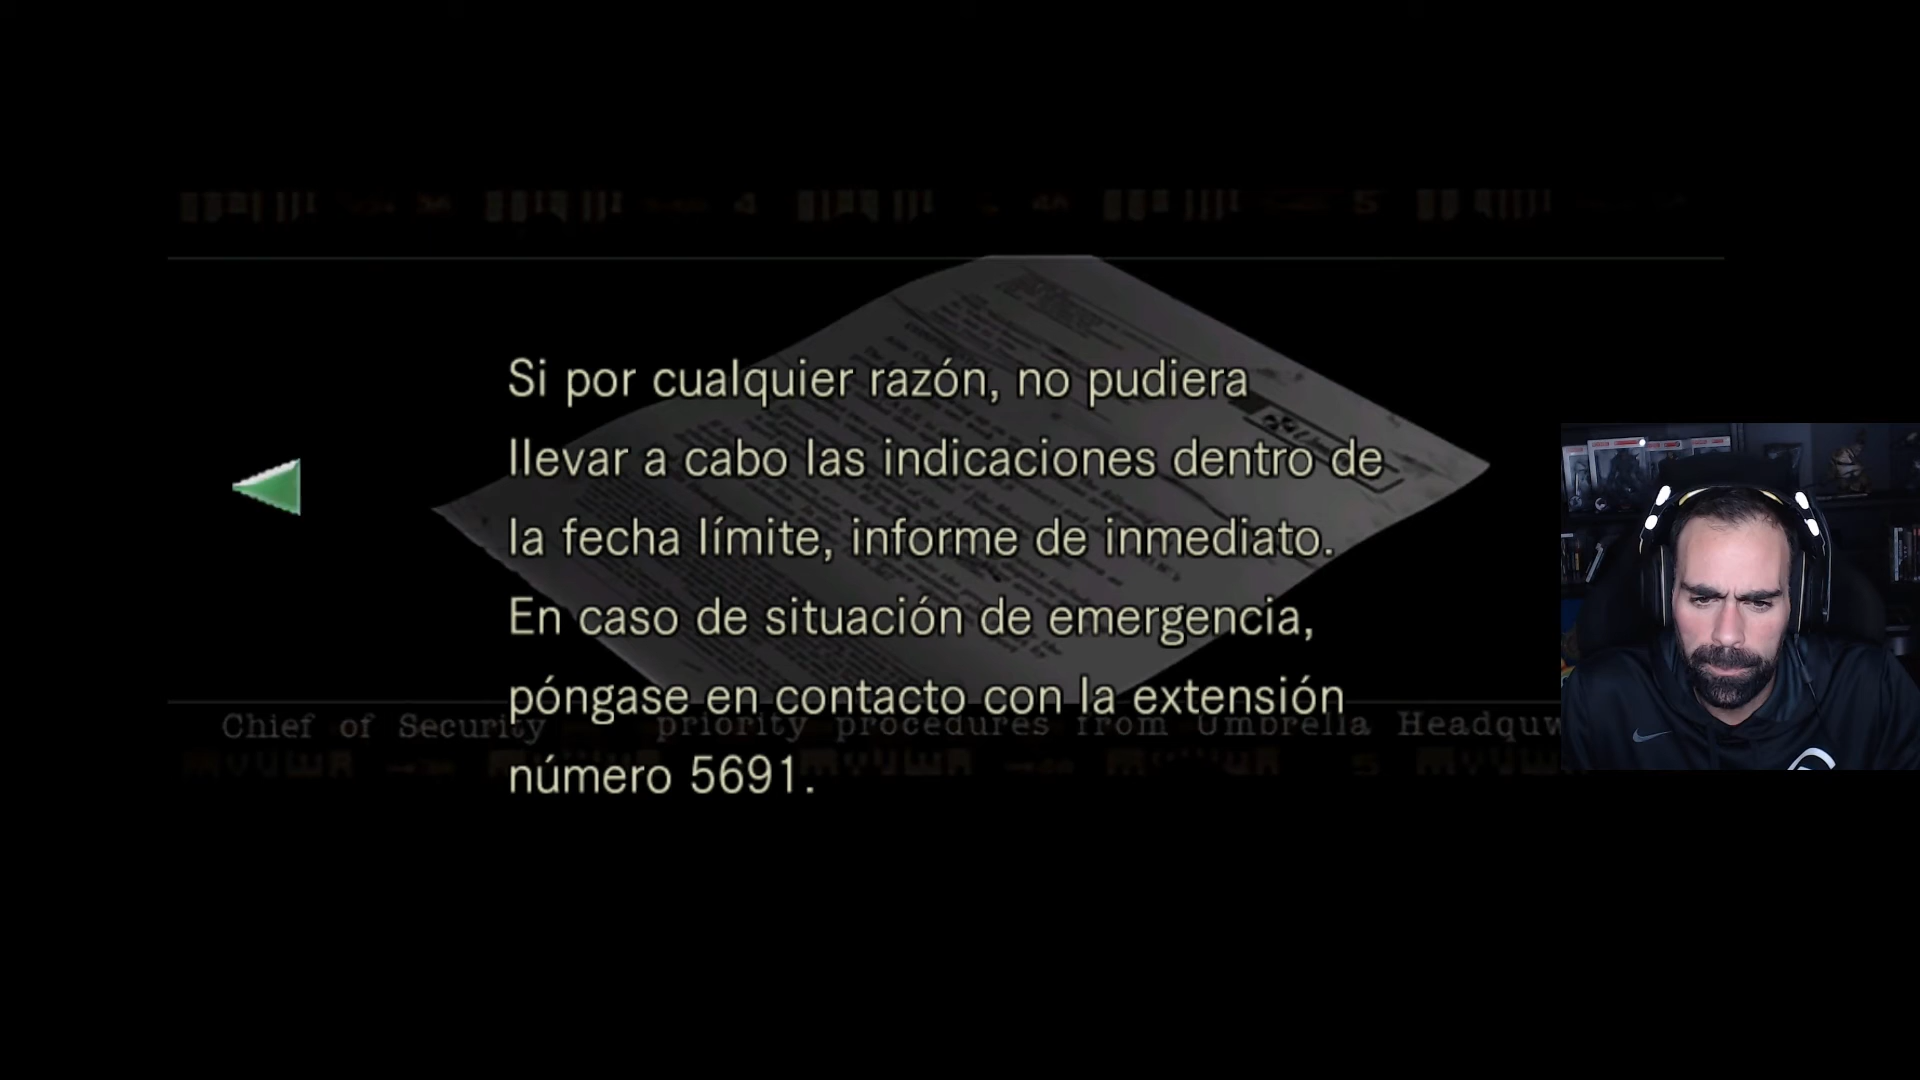 Si por cualquier razón, no pudiera
llevar a cabo las indicaciones dentro de
la fecha límite, informe de inmediato.
En caso de situación de emergencia,
póngase en contacto con la extensión
Chief of Security priority procedures from Umbrella
número 5691.